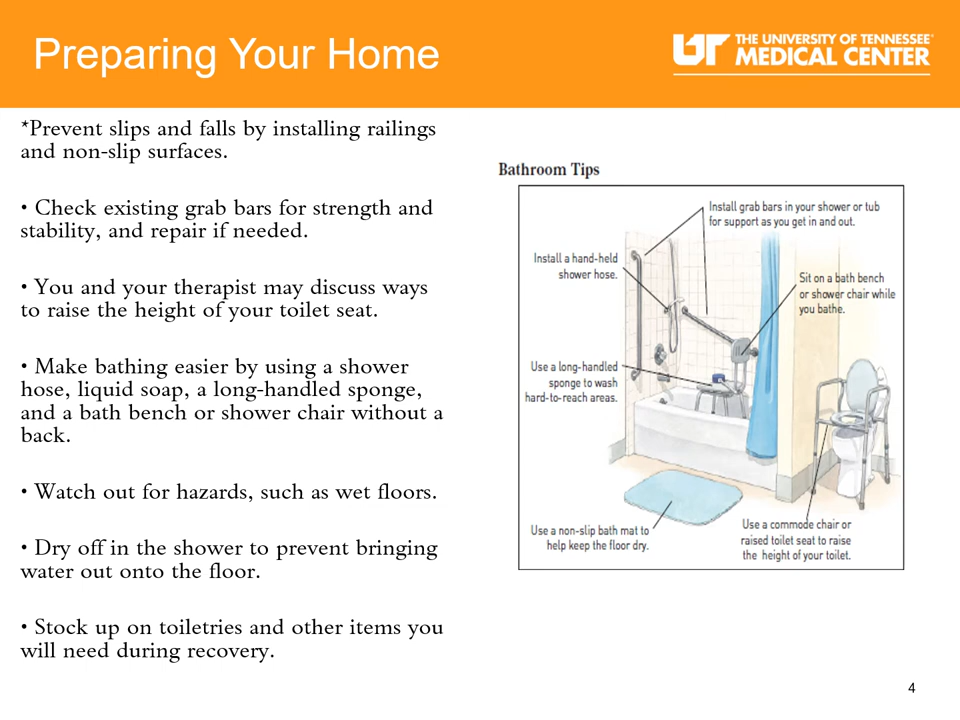 Preparing Your Home
UT THE UNIVERSITY OF TENNESSEE
MEDICAL CENTER
*Prevent slips and falls by installing railings
and non-slip surfaces.
• Check existing grab bars for strength and
stability, and repair if needed.
• You and your therapist may discuss ways
to raise the height of your toilet seat.
• Make bathing easier by using a shower
hose, liquid soap, a long-handled sponge,
and a bath bench or shower chair without a
back.
• Watch out for hazards, such as wet floors.
• Dry off in the shower to prevent bringing
water out onto the floor.
• Stock up on toiletries and other items you
will need during recovery.
Bathroom Tips
Install grab bars in your shower or tub
for support as you get in and out.
Install a hand-held
shower hose.
Sit on a bath bench
or shower chair while
you bathe.
Use a long-handled
sponge to wash
hard-to-reach areas.
Use a non-slip bath mat to
help keep the floor dry.
Use a commode chair or
raised toilet seat to raise
the height of your toilet.
4